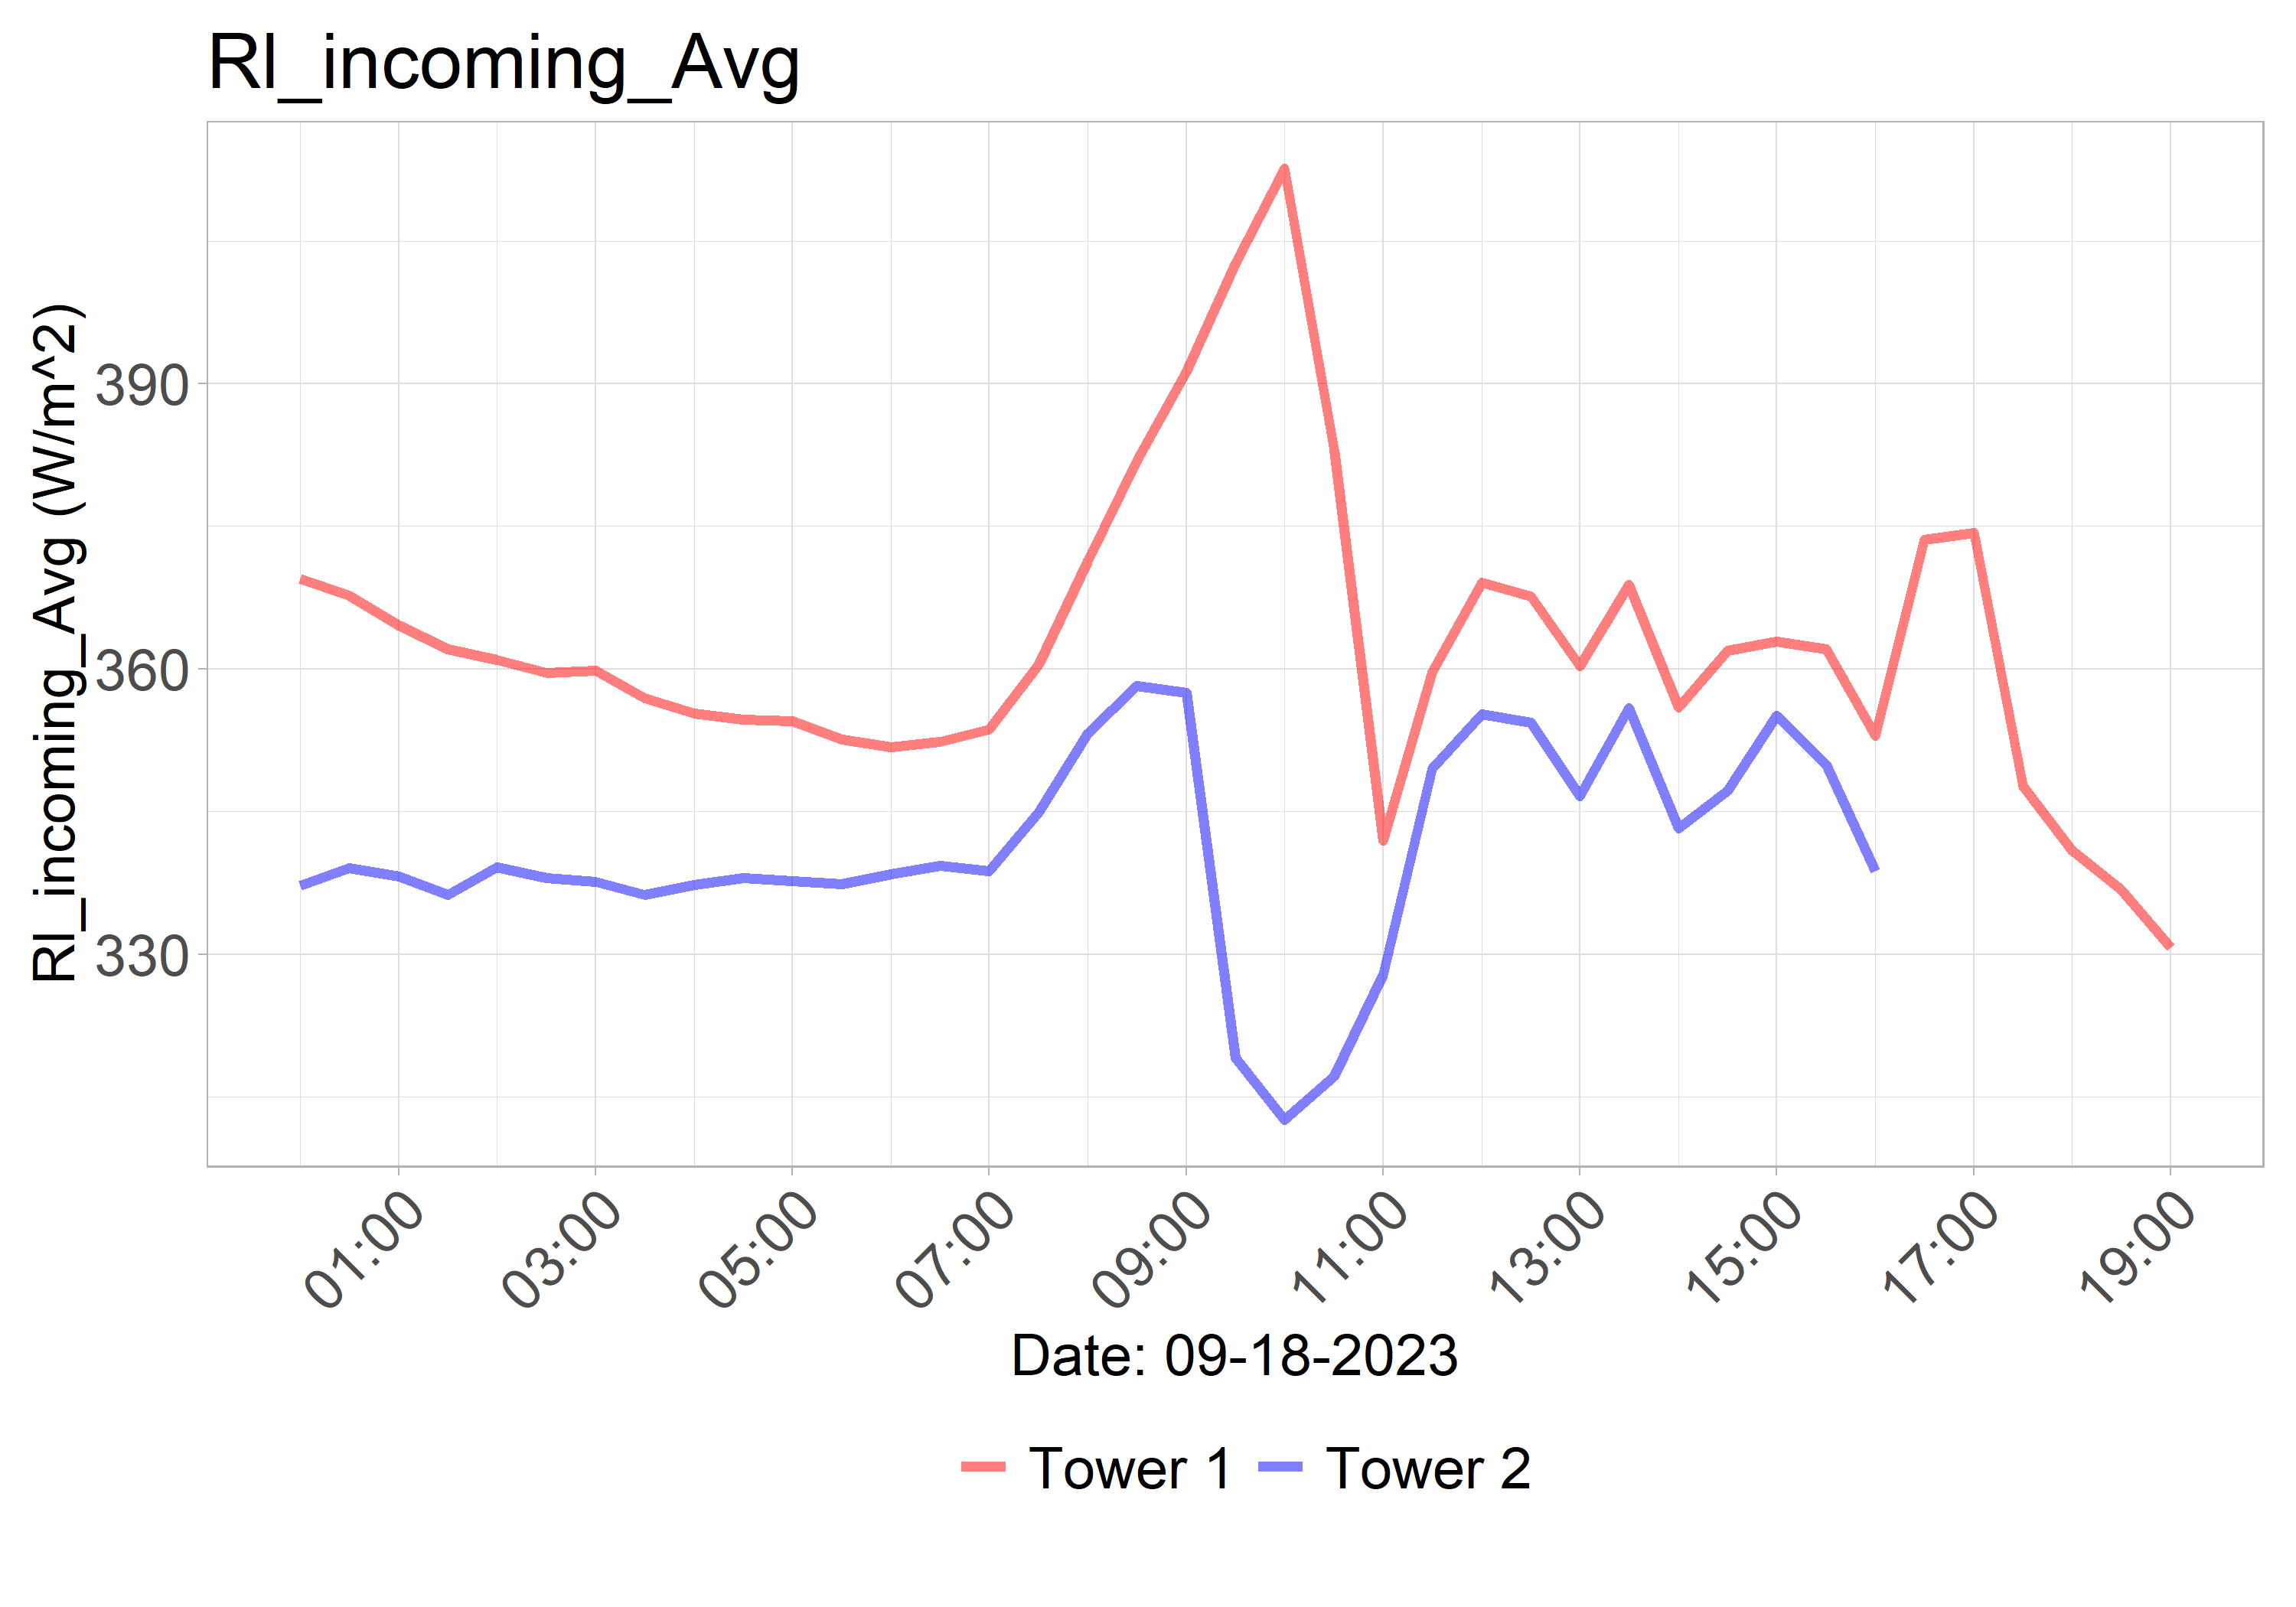 Rl_incoming_Avg
Rl_incoming_Avg (W/m^2)
390
360
330
01:00
03:00
05:00
07:00
09:00
11:00
13:00
15:00
17:00
19:00
Date: 09-18-2023
Tower 1
Tower 2